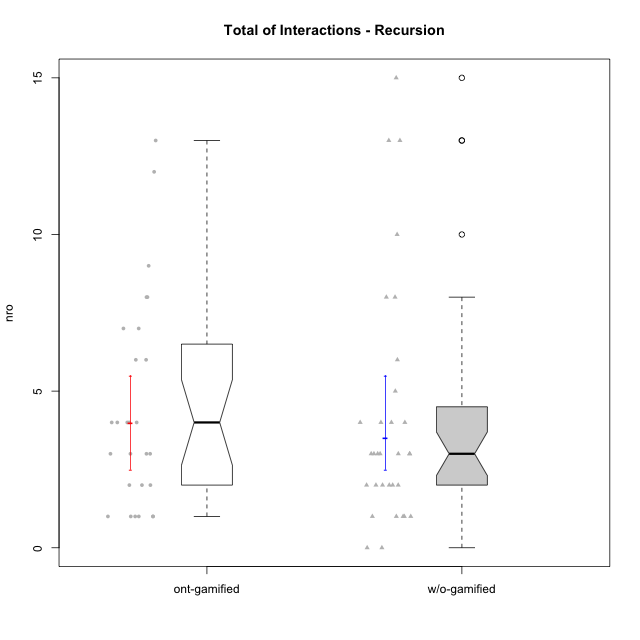 Total of Interactions - Recursion
15
10
5
0
nro
ont-gamified
w/o-gamified